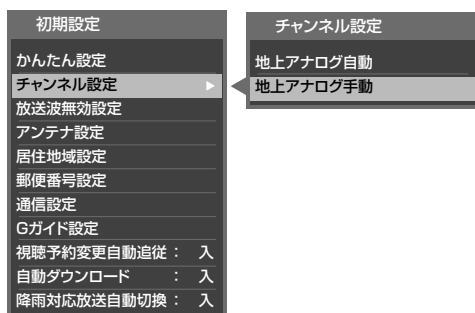 初期設定
かんたん設定
チャンネル設定
放送波無効設定
アンテナ設定
居住地域設定
郵便番号設定
通信設定
Gガイド設定
視聴予約変更自動追従： 入
自動ダウンロード ： 入
降雨対応放送自動切換： 入
チャンネル設定
地上アナログ自動
地上アナログ手動